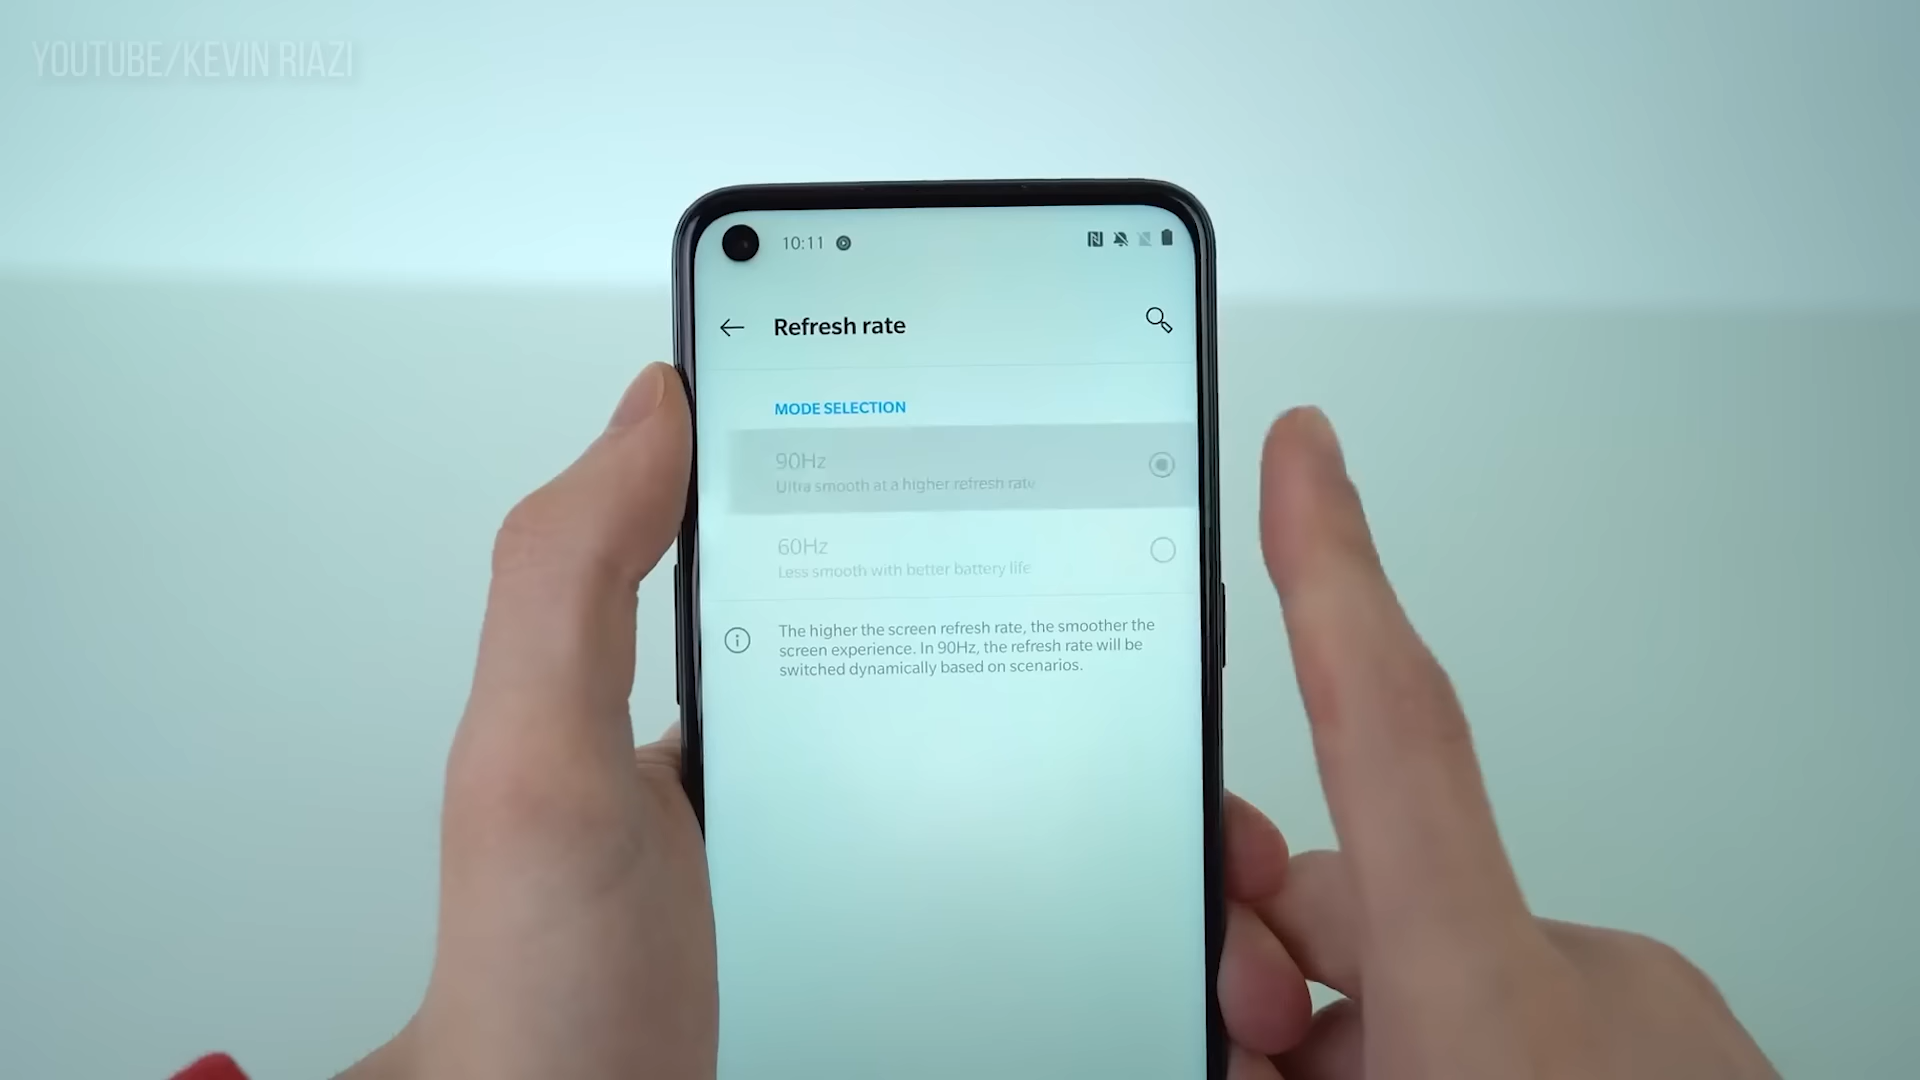 YOUTUBE/KEVIN RIAZI
10:11
Refresh rate
MODE SELECTION
90Hz
Ultra smooth at a higher refresh rate
60Hz
Less smooth with better battery life
The higher the screen refresh rate, the smoother the
screen experience. In 90Hz, the refresh rate will be
switched dynamically based on scenarios.